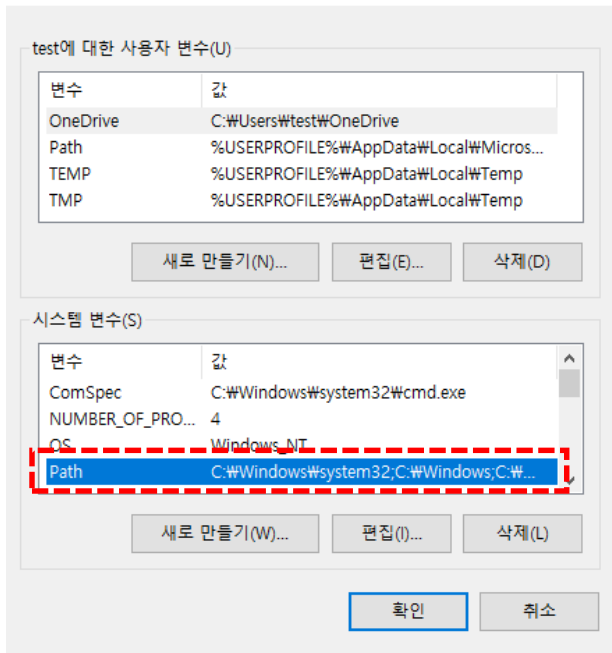 test에 대한 사용자 변수(U)
변수 값
OneDrive C:₩Users₩test₩OneDrive
Path %USERPROFILE%₩AppData₩Local₩Micros...
TEMP %USERPROFILE%₩AppData₩Local₩Temp
TMP %USERPROFILE%₩AppData₩Local₩Temp
새로 만들기(N)... 편집(E)... 삭제(D)
시스템 변수(S)
변수 값
ComSpec C:₩Windows₩system32₩cmd.exe
NUMBER_OF_PRO... 4
OS Windows_NT
Path C:₩Windows₩system32;C:₩Windows;C:₩...
새로 만들기(W)... 편집(I)... 삭제(L)
확인 취소